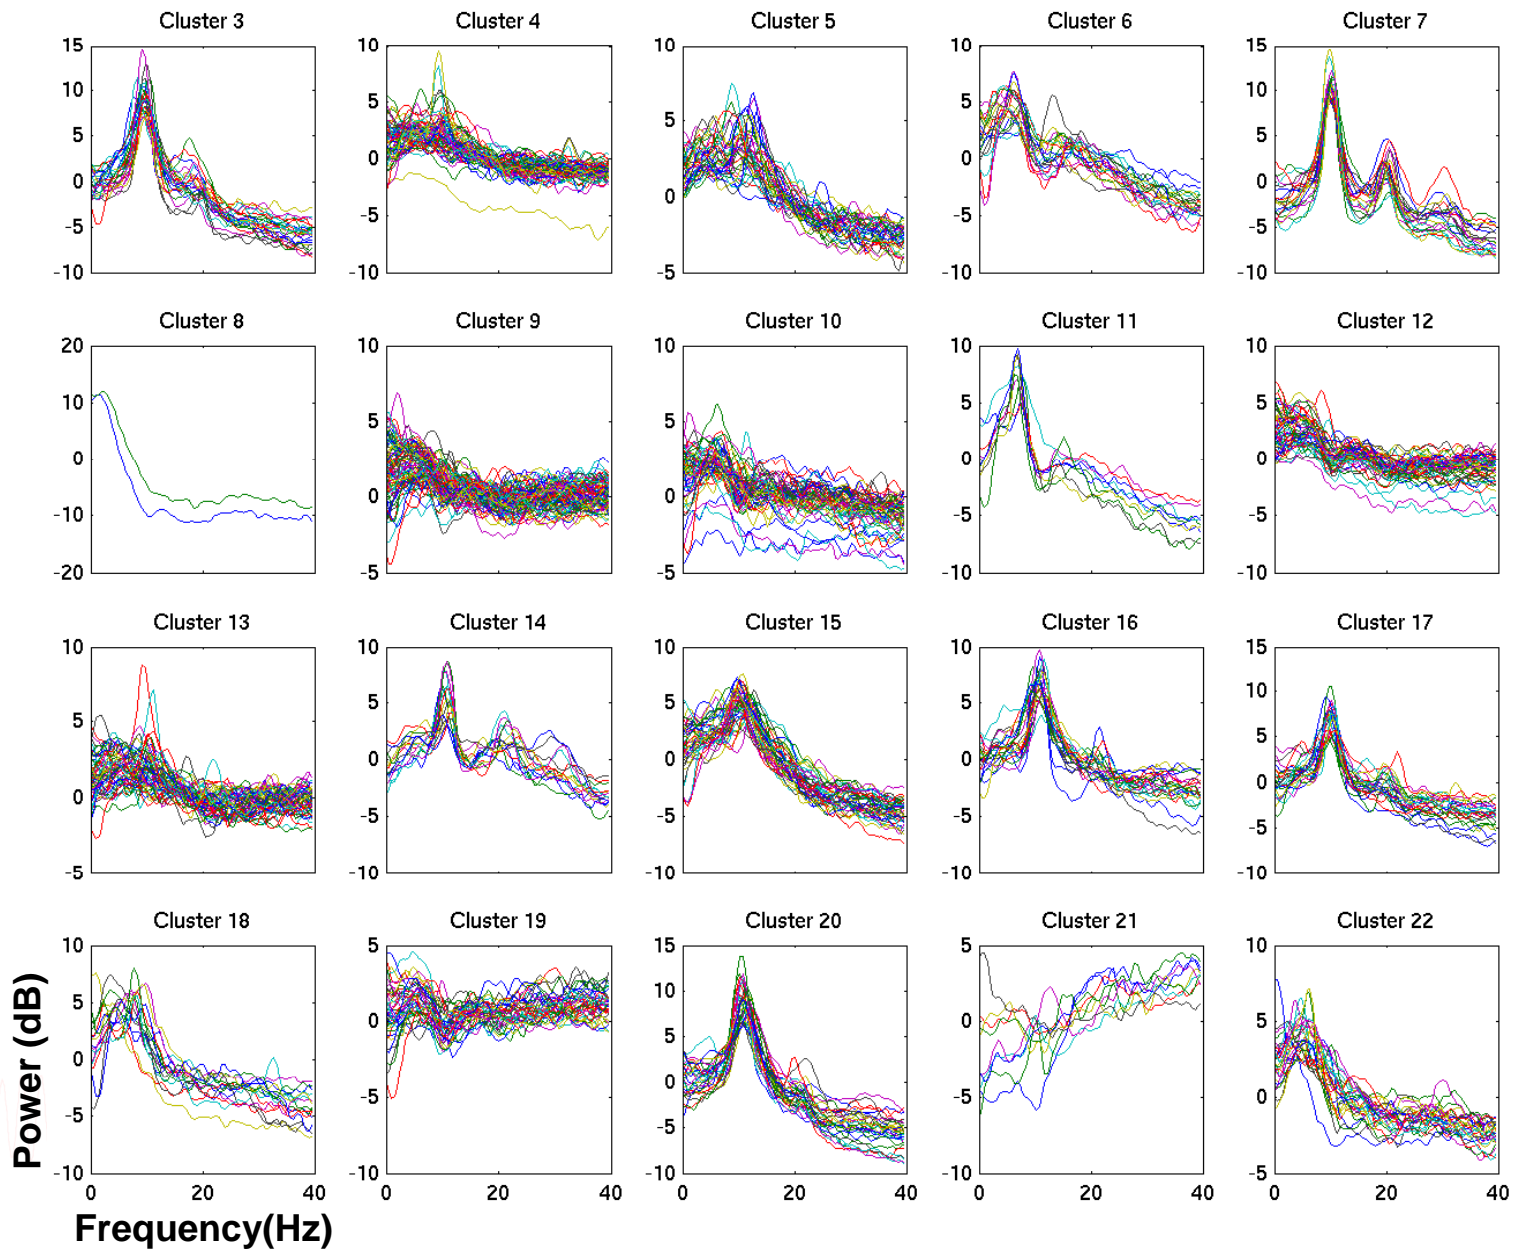 Cluster 3 Cluster 4 Cluster 5 Cluster 6 Cluster 7
15 10 10 10 15
10 5 5 5 10
5 0 0 0 5
0 -5 -5 -5 0
-5 -10 -10 -5
-10 -10
Cluster 8 Cluster 9 Cluster 10 Cluster 11 Cluster 12
20 10 10 10 10
10 5 5 5 5
0 0 0 0 0
-10 -5 -5
-20 -5 -5 -10 -10
Cluster 13 Cluster 14 Cluster 15 Cluster 16 Cluster 17
10 10 10 10 15
5 5 5 5 10
0 0 0 0 5
-5 -5 -5 -5 0
-10 -10 -10 -5
-10
Cluster 18 Cluster 19 Cluster 20 Cluster 21 Cluster 22
10 5 15 5 10
5 0 10 0 5
0 -5 5 -5 0
-5 -10 0 -10 -5
-10 -5
-10
0 20 40 0 20 40 0 20 40 0 20 40 0 20 40
Power (dB)
Frequency(Hz)